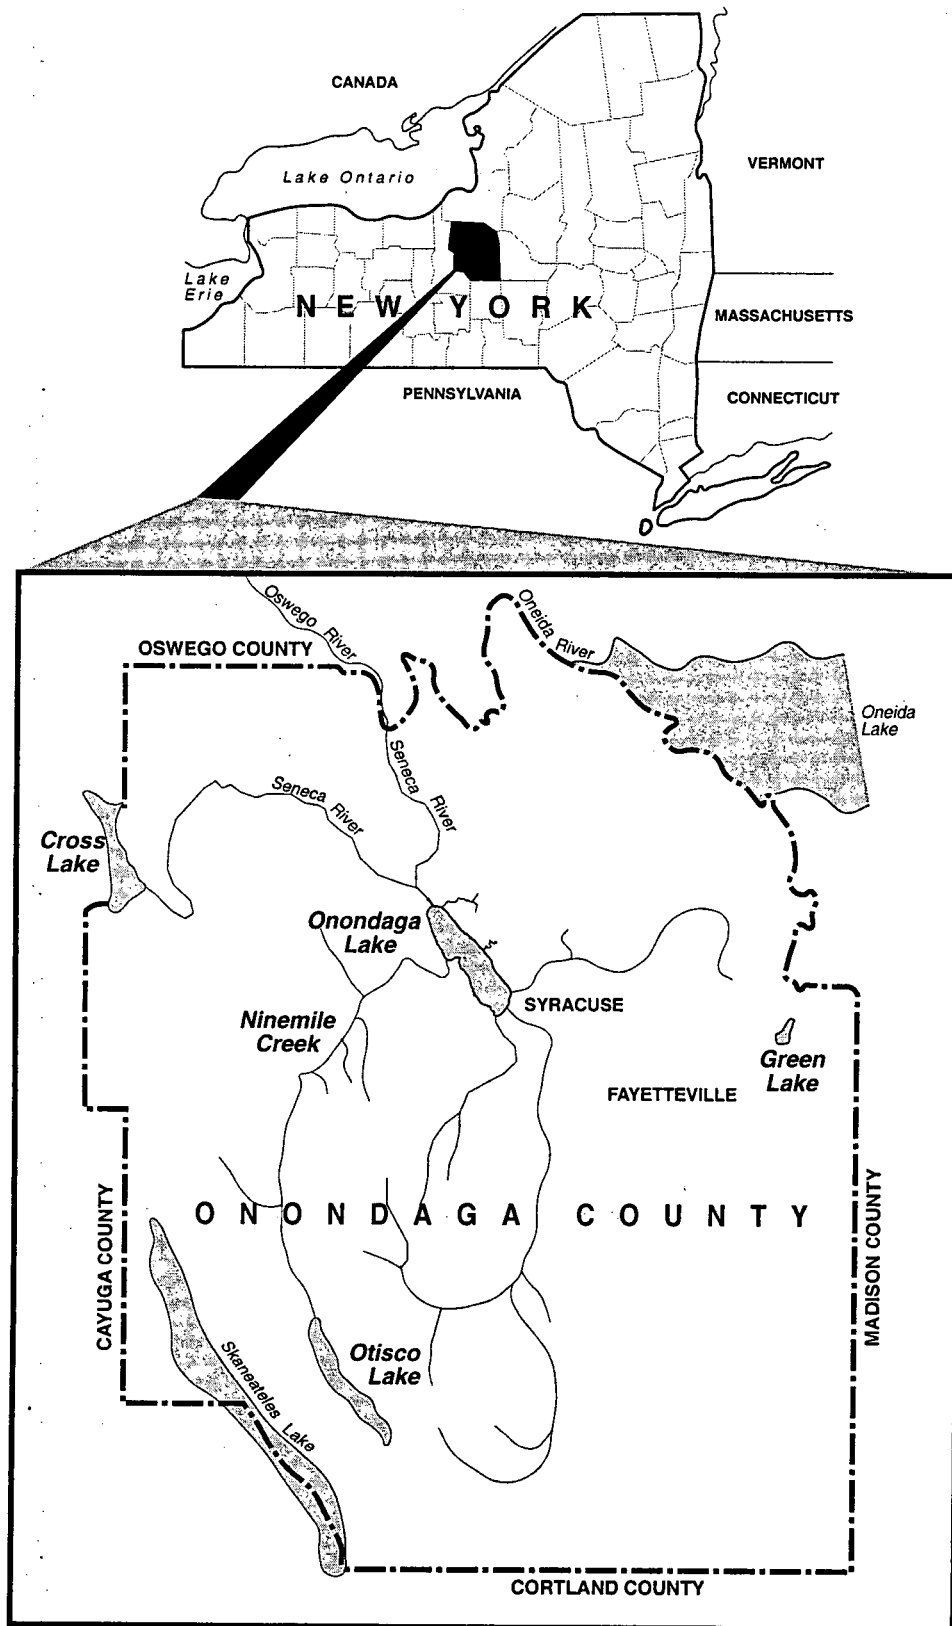 CANADA
Lake Ontario
VERMONT
Lake
Erie
NEW YORK
MASSACHUSETTS
PENNSYLVANIA
CONNECTICUT
Oswego River
Oneida River
OSWEGO COUNTY
Oneida
Lake
Seneca River
Seneca River
Cross
Lake
Onondaga
Lake
SYRACUSE
Ninemile
Creek
Green
Lake
FAYETTEVILLE
ONONDAGA COUNTY
CAYUGA COUNTY
MADISON COUNTY
Skaneateles Lake
Otisco
Lake
CORTLAND COUNTY